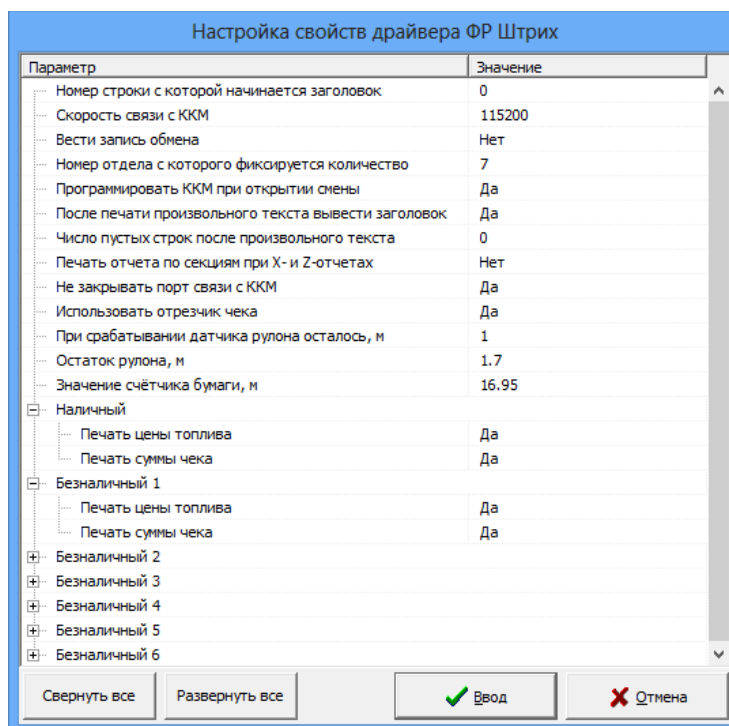 Настройка свойств драйвера ФР Штрих
Параметр Значение
Номер строки с которой начинается заголовок 0
Скорость связи с ККМ 115200
Вести запись обмена Нет
Номер отдела с которого фиксируется количество 7
Программировать ККМ при открытии смены Да
После печати произвольного текста вывести заголовок Да
Число пустых строк после произвольного текста 0
Печать отчета по секциям при X- и Z-отчетах Нет
Не закрывать порт связи с ККМ Да
Использовать отрезчик чека Да
При срабатывании датчика рулона осталось, м 1
Остаток рулона, м 1.7
Значение счётчика бумаги, м 16.95
Наличный
Печать цены топлива Да
Печать суммы чека Да
Безналичный 1
Печать цены топлива Да
Печать суммы чека Да
Безналичный 2
Безналичный 3
Безналичный 4
Безналичный 5
Безналичный 6
Свернуть все Развернуть все Ввод Отмена